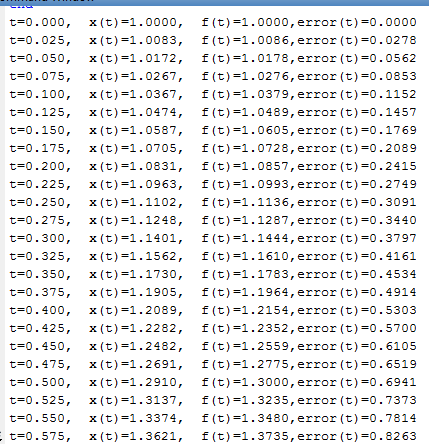 t=0.000, x(t)=1.0000, f(t)=1.0000,error(t)=0.0000
t=0.025, x(t)=1.0083, f(t)=1.0086,error(t)=0.0278
t=0.050, x(t)=1.0172, f(t)=1.0178,error(t)=0.0562
t=0.075, x(t)=1.0267, f(t)=1.0276,error(t)=0.0853
t=0.100, x(t)=1.0367, f(t)=1.0379,error(t)=0.1152
t=0.125, x(t)=1.0474, f(t)=1.0489,error(t)=0.1457
t=0.150, x(t)=1.0587, f(t)=1.0605,error(t)=0.1769
t=0.175, x(t)=1.0705, f(t)=1.0728,error(t)=0.2089
t=0.200, x(t)=1.0831, f(t)=1.0857,error(t)=0.2415
t=0.225, x(t)=1.0963, f(t)=1.0993,error(t)=0.2749
t=0.250, x(t)=1.1102, f(t)=1.1136,error(t)=0.3091
t=0.275, x(t)=1.1248, f(t)=1.1287,error(t)=0.3440
t=0.300, x(t)=1.1401, f(t)=1.1444,error(t)=0.3797
t=0.325, x(t)=1.1562, f(t)=1.1610,error(t)=0.4161
t=0.350, x(t)=1.1730, f(t)=1.1783,error(t)=0.4534
t=0.375, x(t)=1.1905, f(t)=1.1964,error(t)=0.4914
t=0.400, x(t)=1.2089, f(t)=1.2154,error(t)=0.5303
t=0.425, x(t)=1.2282, f(t)=1.2352,error(t)=0.5700
t=0.450, x(t)=1.2482, f(t)=1.2559,error(t)=0.6105
t=0.475, x(t)=1.2691, f(t)=1.2775,error(t)=0.6519
t=0.500, x(t)=1.2910, f(t)=1.3000,error(t)=0.6941
t=0.525, x(t)=1.3137, f(t)=1.3235,error(t)=0.7373
t=0.550, x(t)=1.3374, f(t)=1.3480,error(t)=0.7814
t=0.575, x(t)=1.3621, f(t)=1.3735,error(t)=0.8263